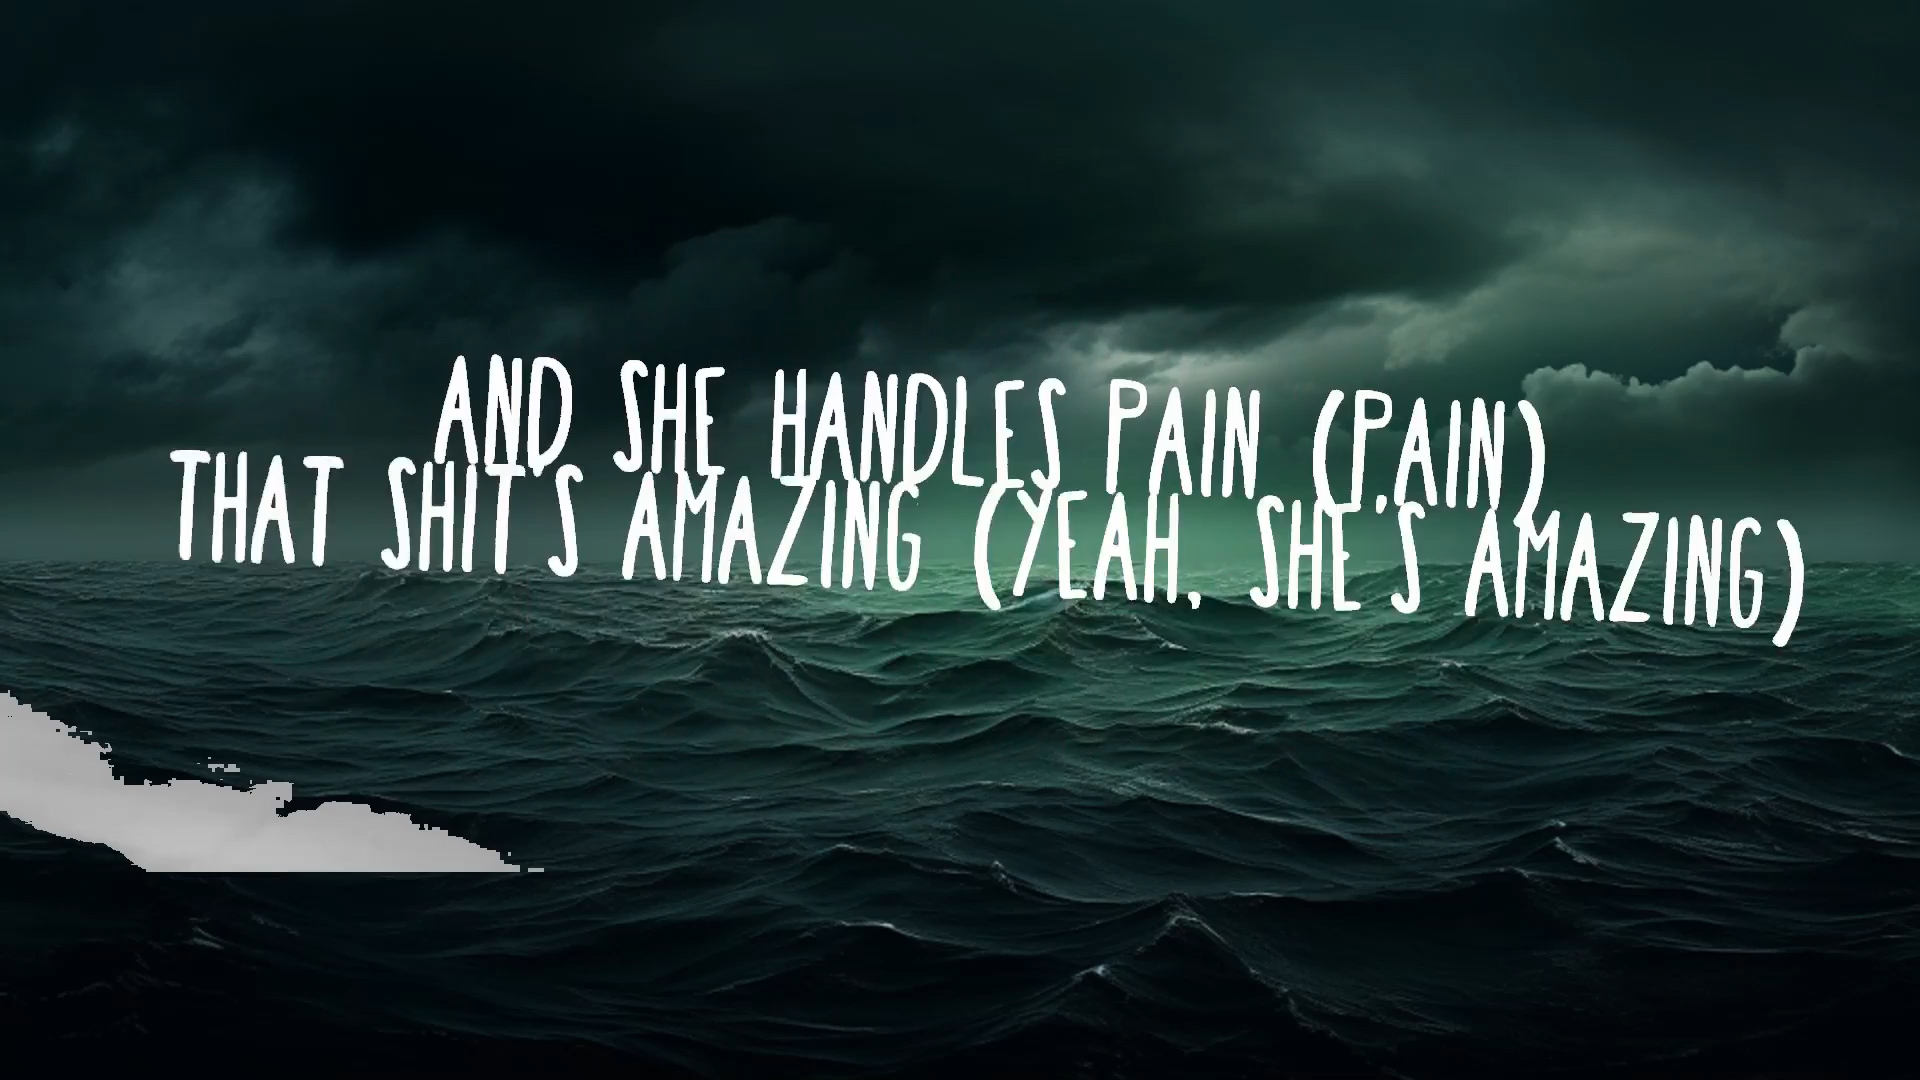 AND SHE HANDLES PAIN (PAIN)
THAT SHIT'S AMAZING (YEAH, SHE'S AMAZING)